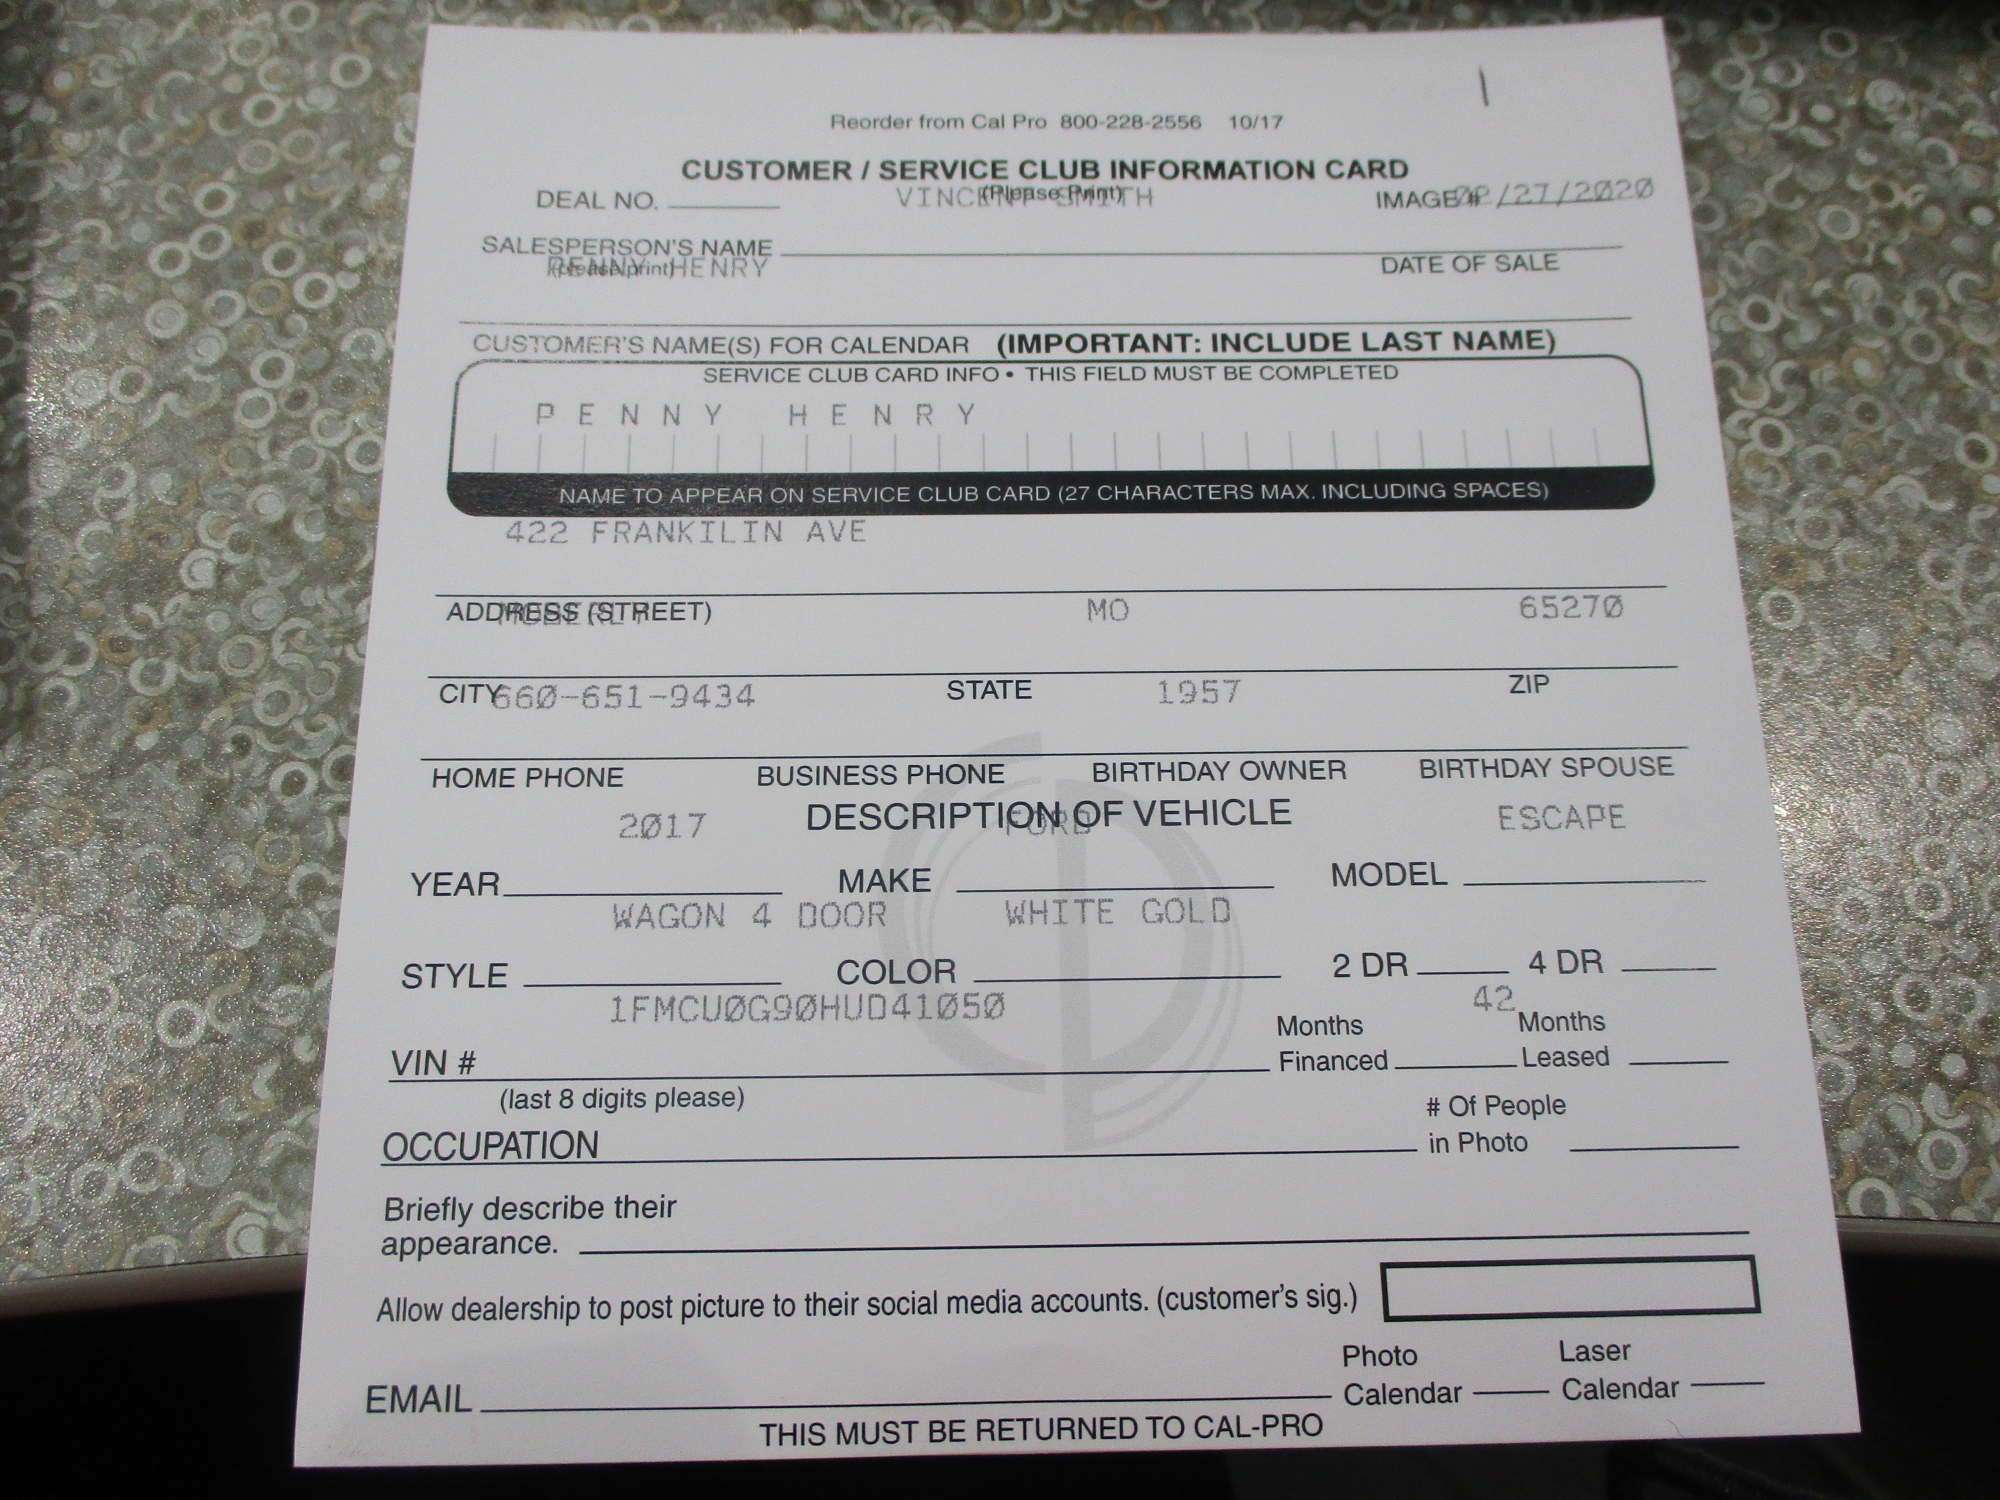 Reorder from Cal Pro 800-228-2556 10/17
CUSTOMER / SERVICE CLUB INFORMATION CARD
(Please Print)
DEAL NO. VINCENT SMITH IMAGE # 02/27/2020
SALESPERSON'S NAME
(please print) PENNY HENRY DATE OF SALE
CUSTOMER'S NAME(S) FOR CALENDAR (IMPORTANT: INCLUDE LAST NAME)
SERVICE CLUB CARD INFO • THIS FIELD MUST BE COMPLETED
PENNY HENRY
NAME TO APPEAR ON SERVICE CLUB CARD (27 CHARACTERS MAX. INCLUDING SPACES)
422 FRANKILIN AVE
ADDRESS (STREET) MOBERLY MO 65270
CITY 660-651-9434 STATE 1957 ZIP
HOME PHONE BUSINESS PHONE BIRTHDAY OWNER BIRTHDAY SPOUSE
DESCRIPTION OF VEHICLE
2017 FORD ESCAPE
YEAR MAKE MODEL
WAGON 4 DOOR WHITE GOLD
STYLE COLOR 2 DR 4 DR
1FMCU0G90HUD41050 42
VIN # Months Financed Months Leased
(last 8 digits please)
OCCUPATION # Of People in Photo
Briefly describe their
appearance.
Allow dealership to post picture to their social media accounts. (customer's sig.)
EMAIL Photo Calendar Laser Calendar
THIS MUST BE RETURNED TO CAL-PRO